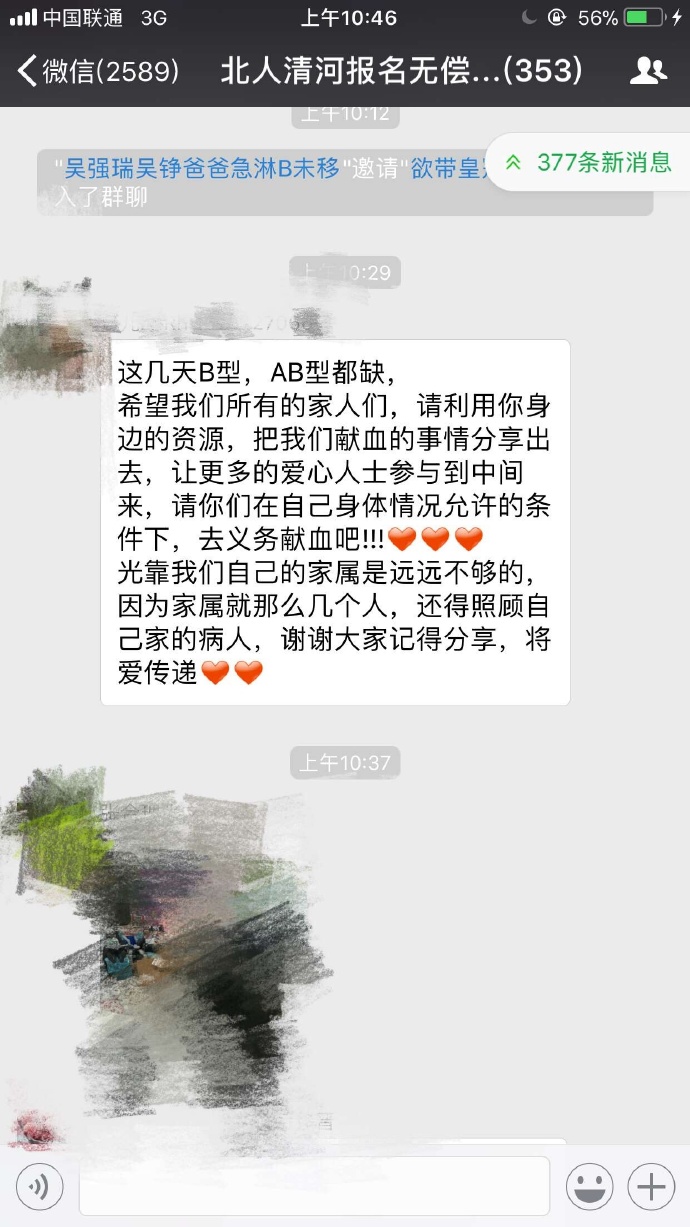 中国联通 3G 上午10:46 56%
微信(2589) 北人清河报名无偿...(353)
上午10:12
"吴强瑞吴铮爸爸急淋B未移"邀请"欲带皇
377条新消息
入了群聊
上午10:29
这几天B型，AB型都缺，
希望我们所有的家人们，请利用你身
边的资源，把我们献血的事情分享出
去，让更多的爱心人士参与到中间
来，请你们在自己身体情况允许的条
件下，去义务献血吧!!!❤❤❤
光靠我们自己的家属是远远不够的，
因为家属就那么几个人，还得照顾自
己家的病人，谢谢大家记得分享，将
爱传递❤❤
上午10:37